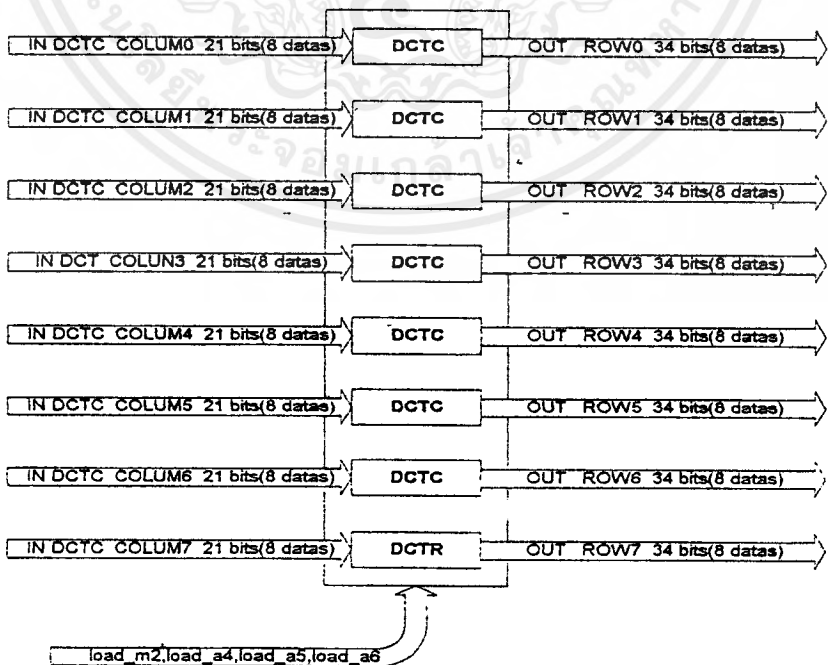 IN DCTC COLUM0 21 bits(8 datas) DCTC OUT ROW0 34 bits(8 datas)
IN DCTC COLUM1 21 bits(8 datas) DCTC OUT ROW1 34 bits(8 datas)
IN DCTC COLUM2 21 bits(8 datas) DCTC OUT ROW2 34 bits(8 datas)
IN DCT COLUN3 21 bits(8 datas) DCTC OUT ROW3 34 bits(8 datas)
IN DCTC COLUM4 21 bits(8 datas) DCTC OUT ROW4 34 bits(8 datas)
IN DCTC COLUM5 21 bits(8 datas) DCTC OUT ROW5 34 bits(8 datas)
IN DCTC COLUM6 21 bits(8 datas) DCTC OUT ROW6 34 bits(8 datas)
IN DCTC COLUM7 21 bits(8 datas) DCTR OUT ROW7 34 bits(8 datas)
load_m2,load_a4,load_a5,load_a6